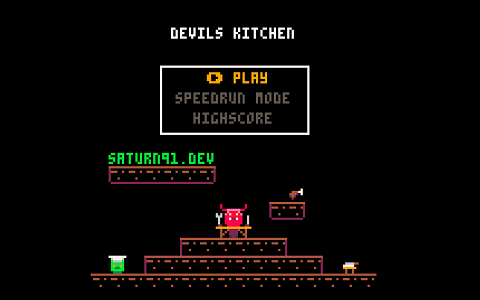 DEVILS KITCHEN
PLAY
SPEEDRUN MODE
HIGHSCORE
SATURN91.DEV